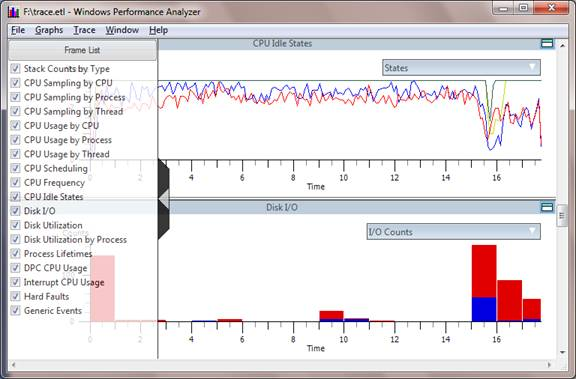 F:\trace.etl - Windows Performance Analyzer
File Graphs Trace Window Help
Frame List
Stack Counts by Type
CPU Sampling by CPU
CPU Sampling by Process
CPU Sampling by Thread
CPU Usage by CPU
CPU Usage by Process
CPU Usage by Thread
CPU Scheduling
CPU Frequency
CPU Idle States
Disk I/O
Disk Utilization
Disk Utilization by Process
Process Lifetimes
DPC CPU Usage
Interrupt CPU Usage
Hard Faults
Generic Events
CPU Idle States
States
4 6 8 10 12 14 16
Time
Disk I/O
I/O Counts
0
0 2 4 6 8 10 12 14 16
Time